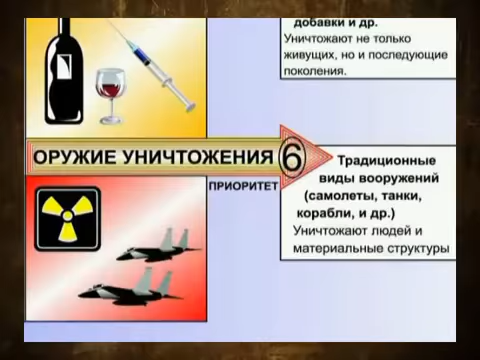 добавки и др.
Уничтожают не только
живущих, но и последующие
поколения.
ОРУЖИЕ УНИЧТОЖЕНИЯ 6
ПРИОРИТЕТ
Традиционные
виды вооружений
(самолеты, танки,
корабли, и др.)
Уничтожают людей и
материальные структуры